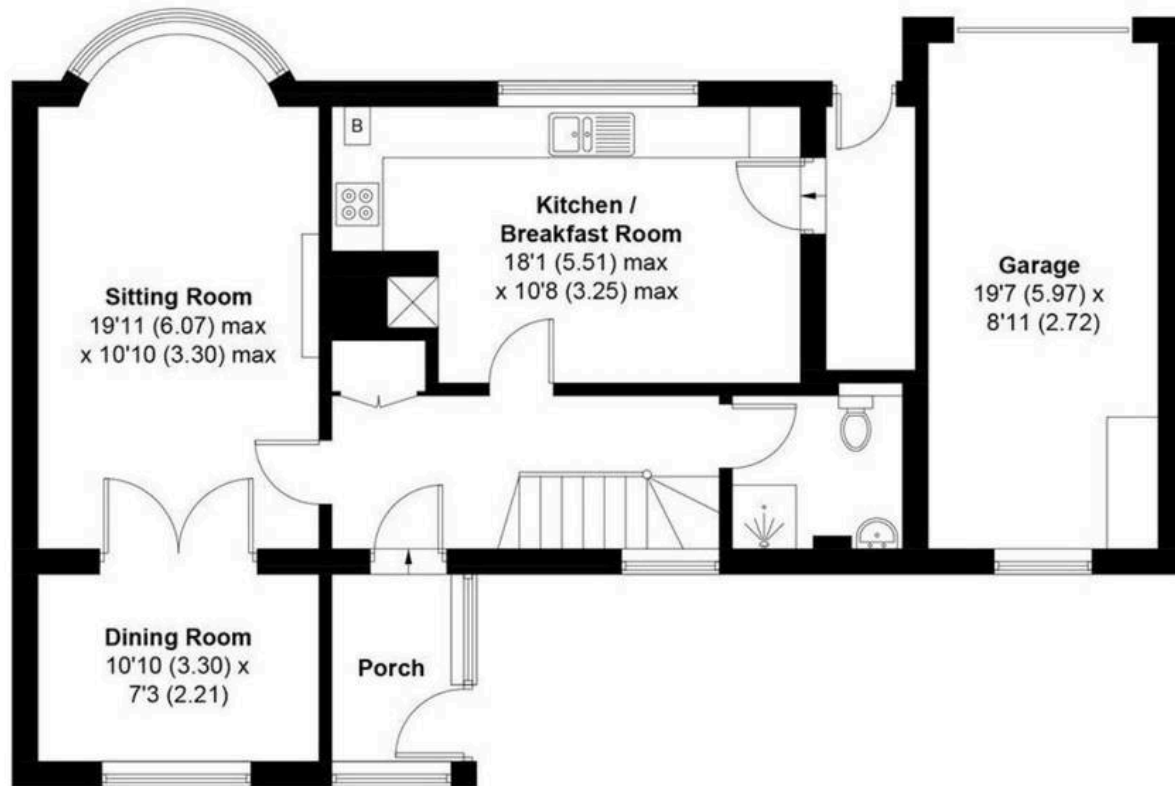 B
Kitchen /
Breakfast Room
18'1 (5.51) max
x 10'8 (3.25) max
Sitting Room
19'11 (6.07) max
x 10'10 (3.30) max
Garage
19'7 (5.97) x
8'11 (2.72)
Dining Room
10'10 (3.30) x
7'3 (2.21)
Porch